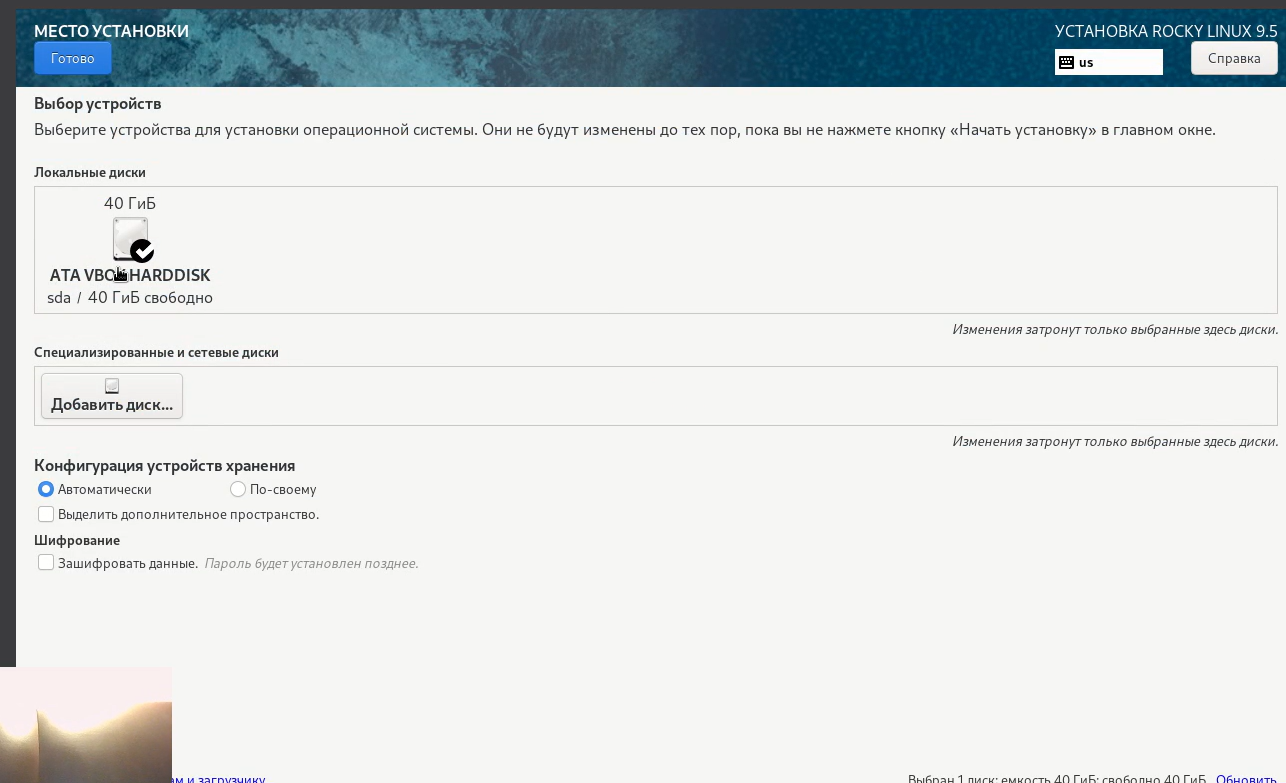 МЕСТО УСТАНОВКИ
УСТАНОВКА ROCKY LINUX 9.5
Готово
us
Справка
Выбор устройств
Выберите устройства для установки операционной системы. Они не будут изменены до тех пор, пока вы не нажмете кнопку «Начать установку» в главном окне.
Локальные диски
40 ГиБ
ATA VBOX HARDDISK
sda / 40 ГиБ свободно
Изменения затронут только выбранные здесь диски.
Специализированные и сетевые диски
Добавить диск...
Изменения затронут только выбранные здесь диски.
Конфигурация устройств хранения
Автоматически
По-своему
Выделить дополнительное пространство.
Шифрование
Зашифровать данные. Пароль будет установлен позднее.
и загрузчику
Выбран 1 диск; емкость 40 ГиБ; свободно 40 ГиБ Обновить